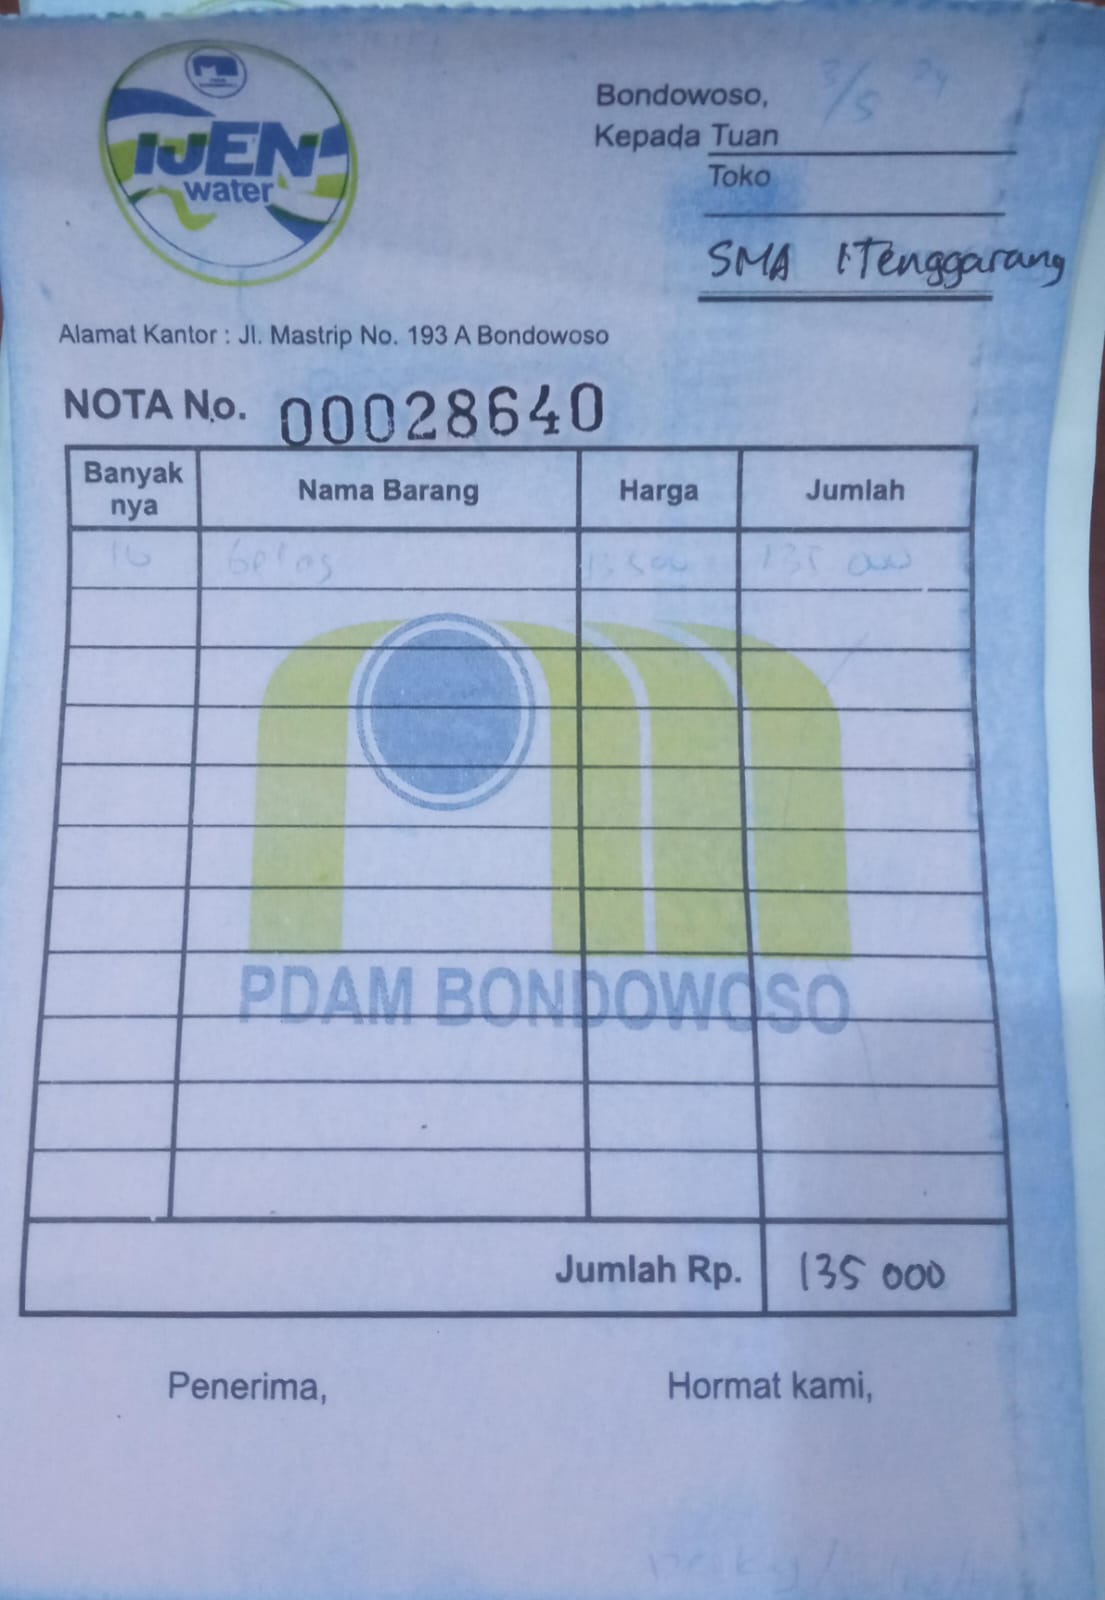 IJEN
water
Bondowoso, 3/5 24
Kepada Tuan
Toko
SMA 1 Tenggarang
Alamat Kantor : Jl. Mastrip No. 193 A Bondowoso
NOTA No. 00028640
Banyak nya Nama Barang Harga Jumlah
10 gelas 13 500 135 000
PDAM BONDOWOSO
Jumlah Rp. 135 000
Penerima, Hormat kami,